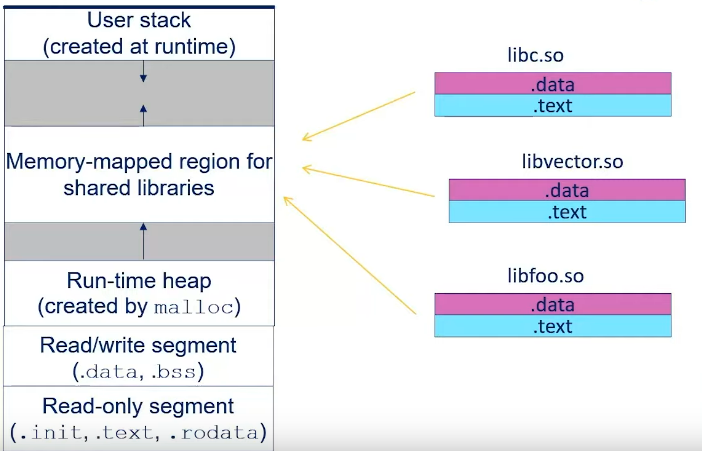 User stack
(created at runtime)
Memory-mapped region for
shared libraries
Run-time heap
(created by malloc)
Read/write segment
(.data, .bss)
Read-only segment
(.init, .text, .rodata)
libc.so
.data
.text
libvector.so
.data
.text
libfoo.so
.data
.text